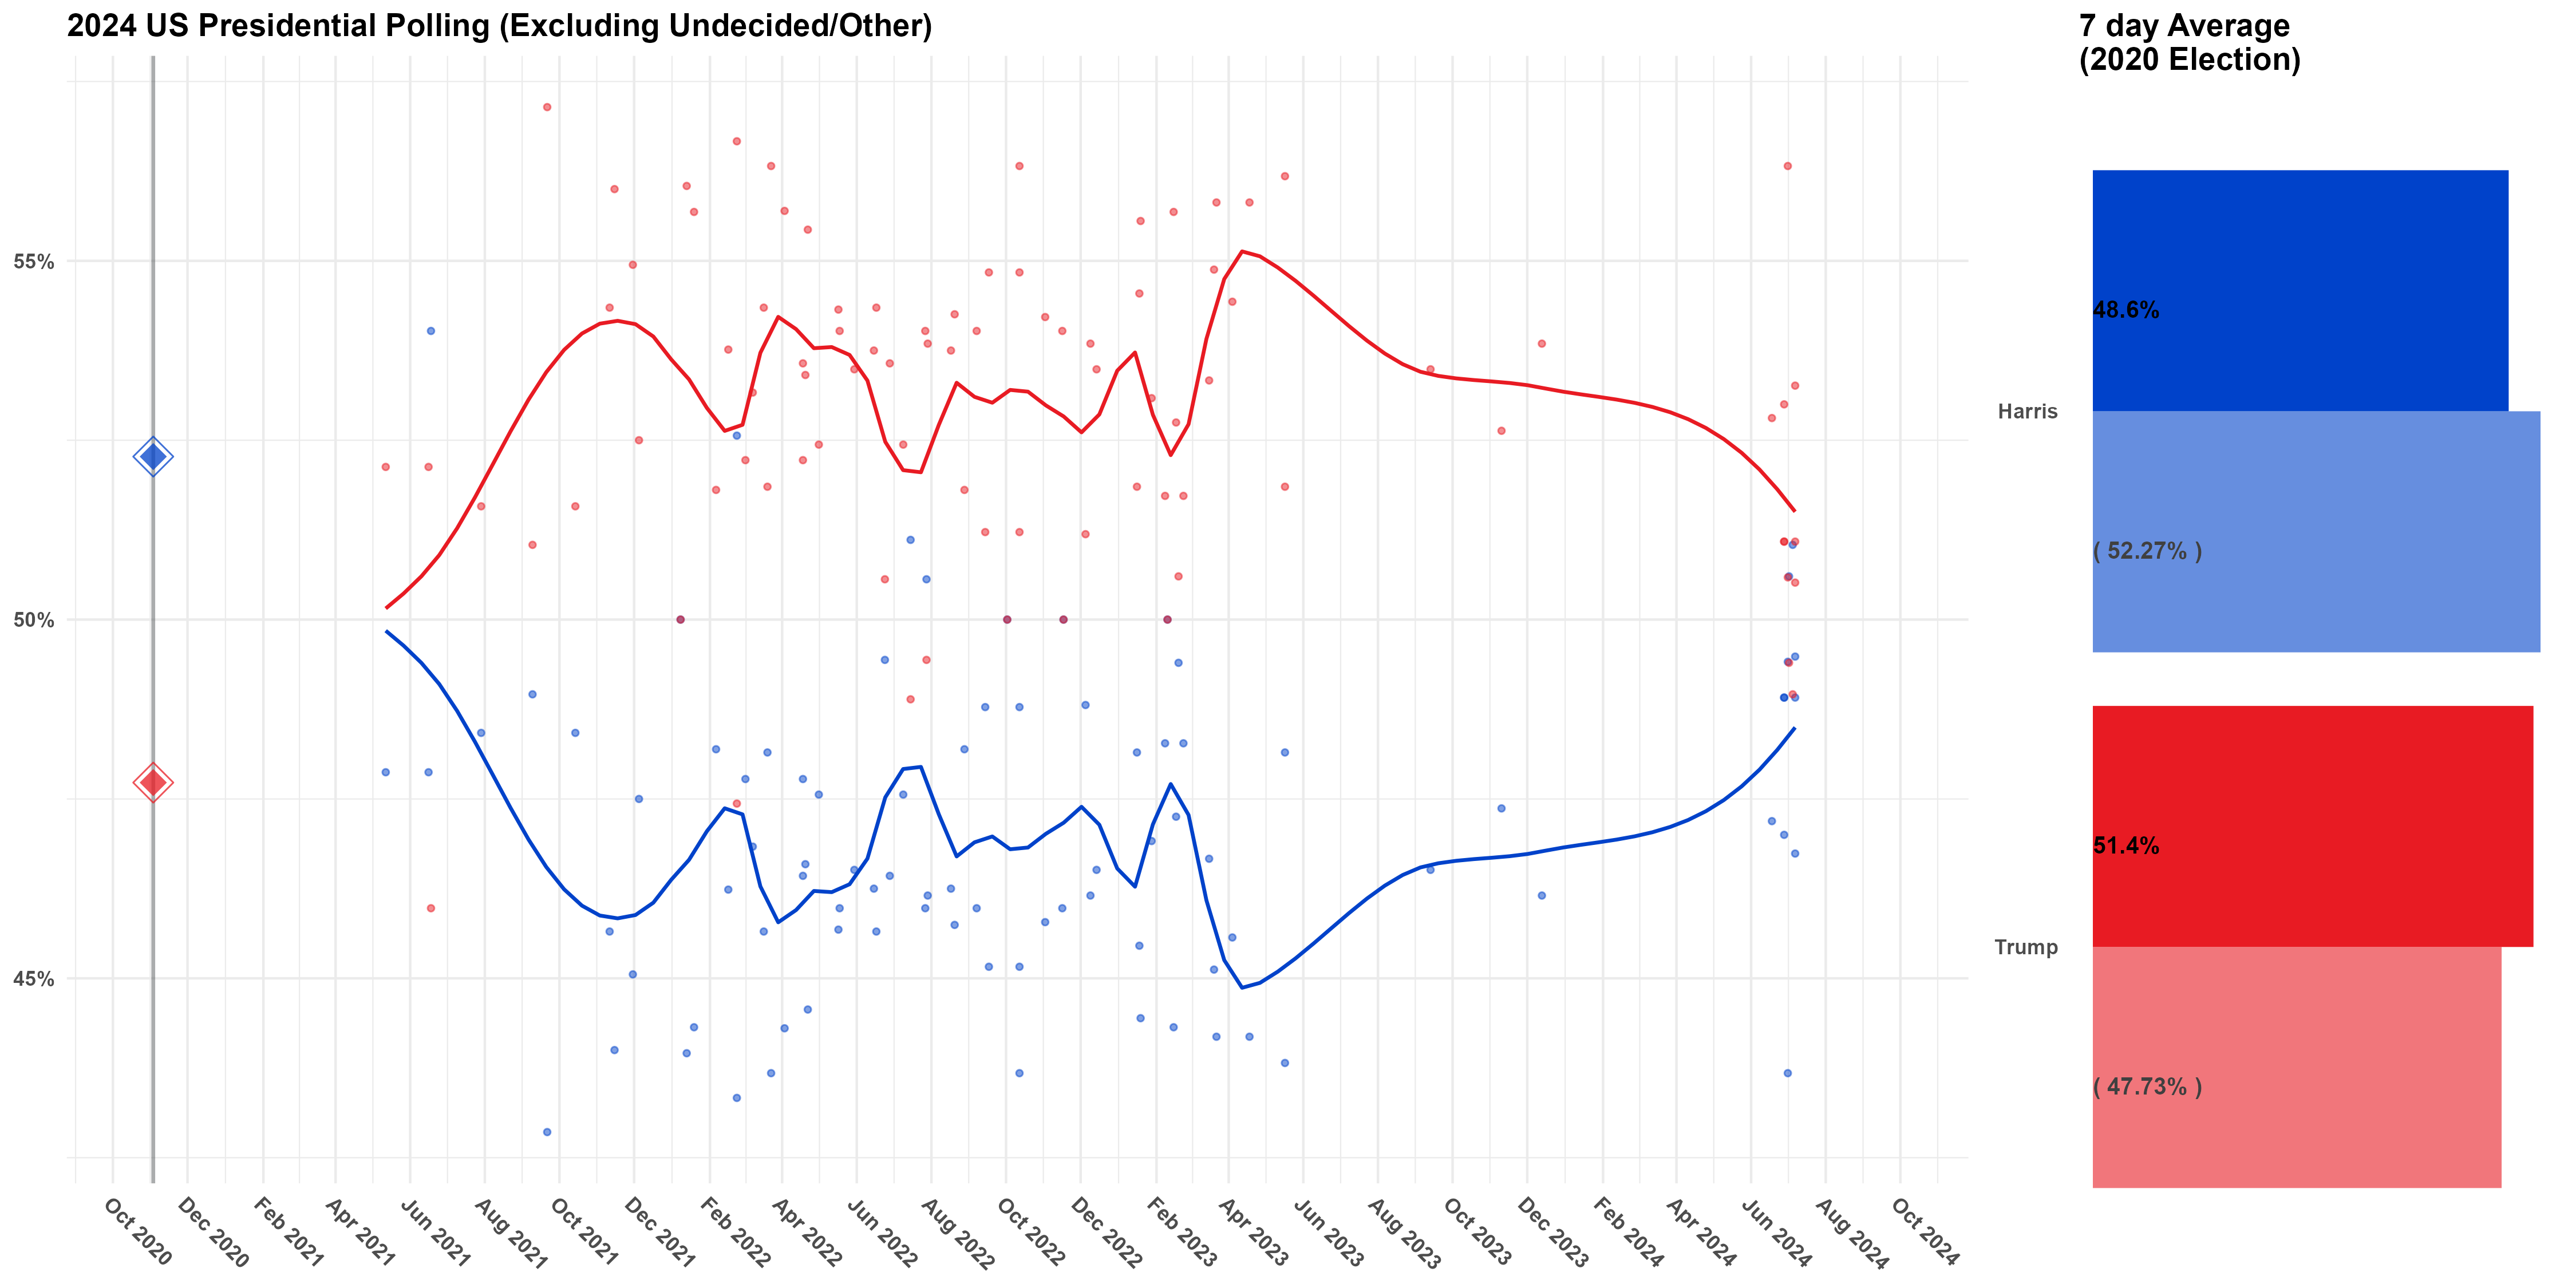 2024 US Presidential Polling (Excluding Undecided/Other)
7 day Average
(2020 Election)
55%
50%
45%
Harris
48.6%
( 52.27% )
Trump
51.4%
( 47.73% )
Oct 2020
Dec 2020
Feb 2021
Apr 2021
Jun 2021
Aug 2021
Oct 2021
Dec 2021
Feb 2022
Apr 2022
Jun 2022
Aug 2022
Oct 2022
Dec 2022
Feb 2023
Apr 2023
Jun 2023
Aug 2023
Oct 2023
Dec 2023
Feb 2024
Apr 2024
Jun 2024
Aug 2024
Oct 2024